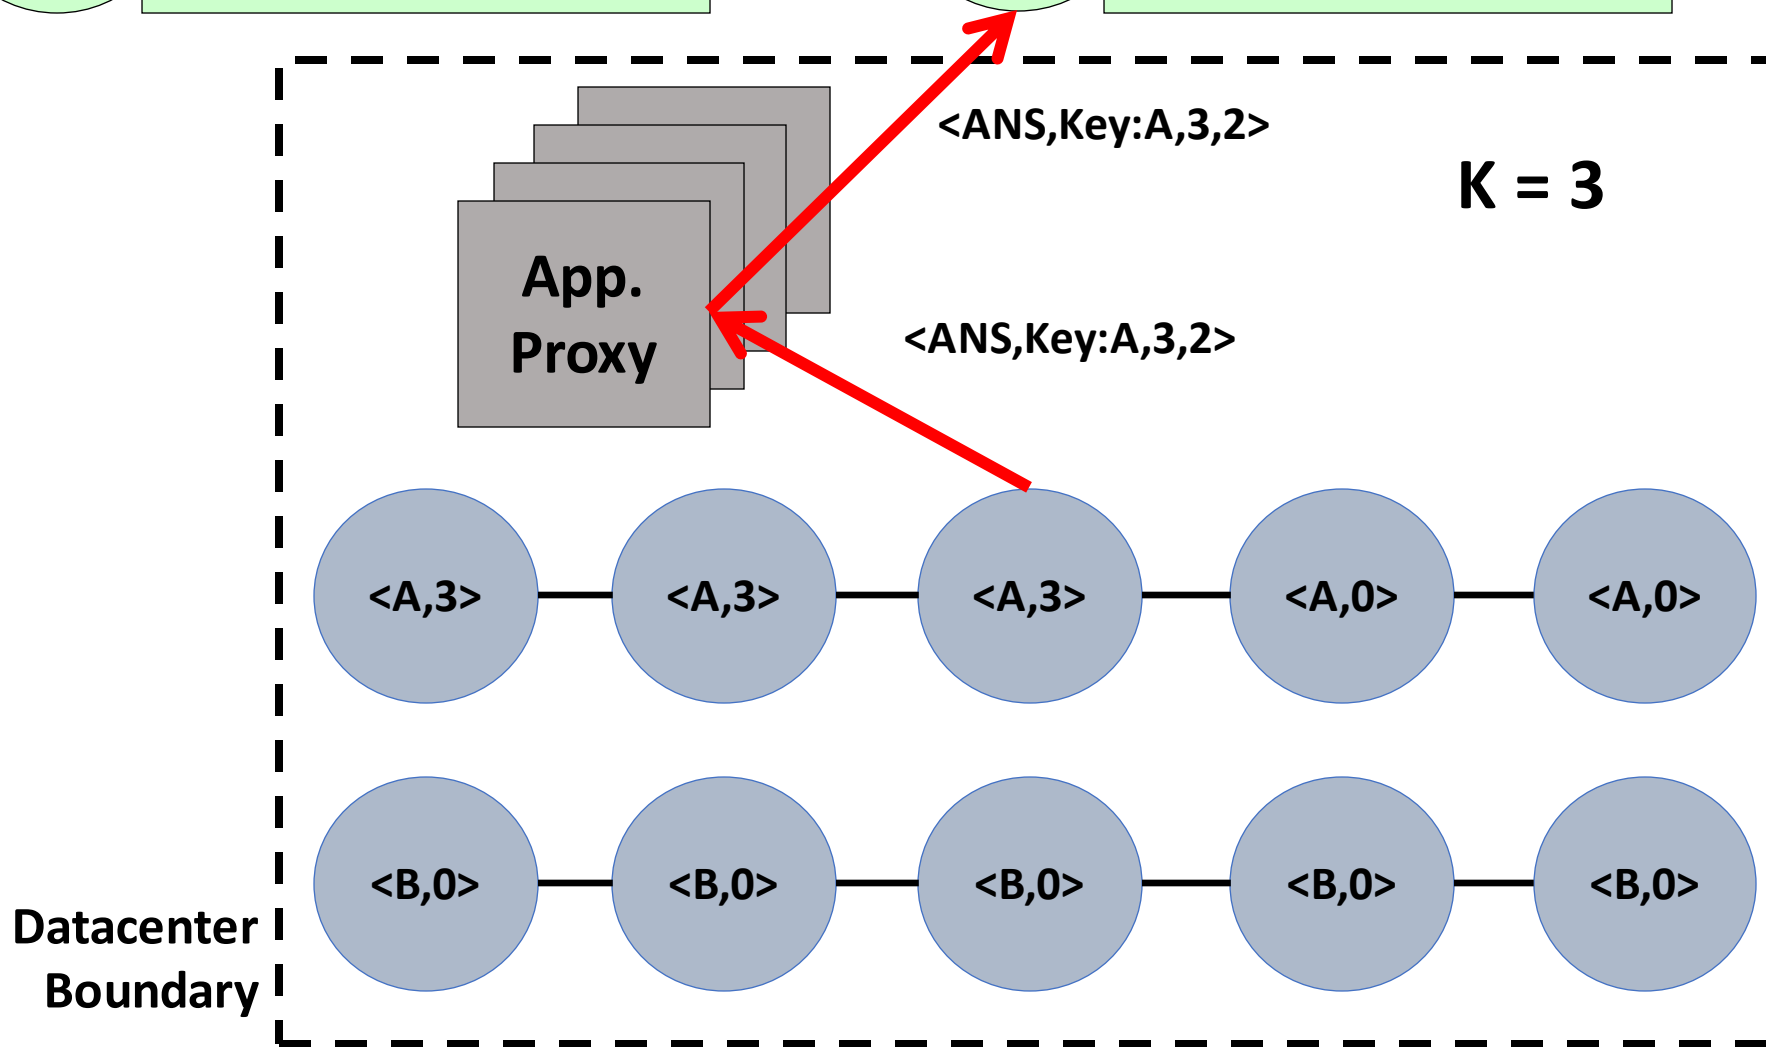 <ANS,Key:A,3,2>
K = 3
App.
Proxy
<ANS,Key:A,3,2>
<A,3> <A,3> <A,3> <A,0> <A,0>
<B,0> <B,0> <B,0> <B,0> <B,0>
Datacenter
Boundary